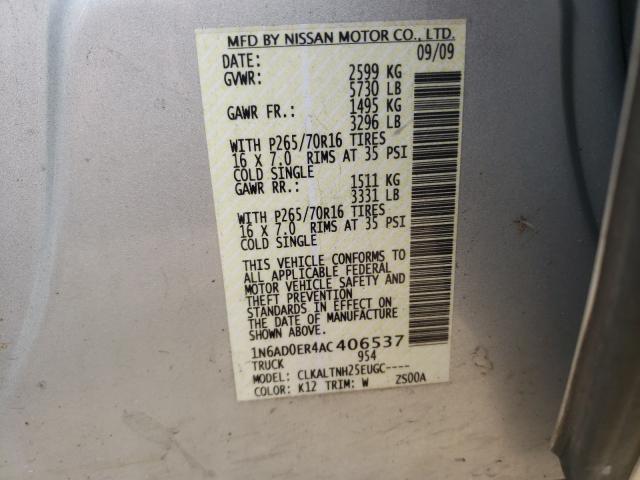 MFD BY NISSAN MOTOR CO., LTD.
DATE: 09/09
GVWR: 2599 KG
5730 LB
GAWR FR.: 1495 KG
3296 LB
WITH P265/70R16 TIRES
16 X 7.0 RIMS AT 35 PSI
COLD SINGLE
GAWR RR.: 1511 KG
3331 LB
WITH P265/70R16 TIRES
16 X 7.0 RIMS AT 35 PSI
COLD SINGLE
THIS VEHICLE CONFORMS TO
ALL APPLICABLE FEDERAL
MOTOR VEHICLE SAFETY AND
THEFT PREVENTION
STANDARDS IN EFFECT ON
THE DATE OF MANUFACTURE
SHOWN ABOVE.
1N6AD0ER4AC406537
TRUCK 954
MODEL: CLKALTNH25EUGC----
COLOR: K12 TRIM: W ZS00A